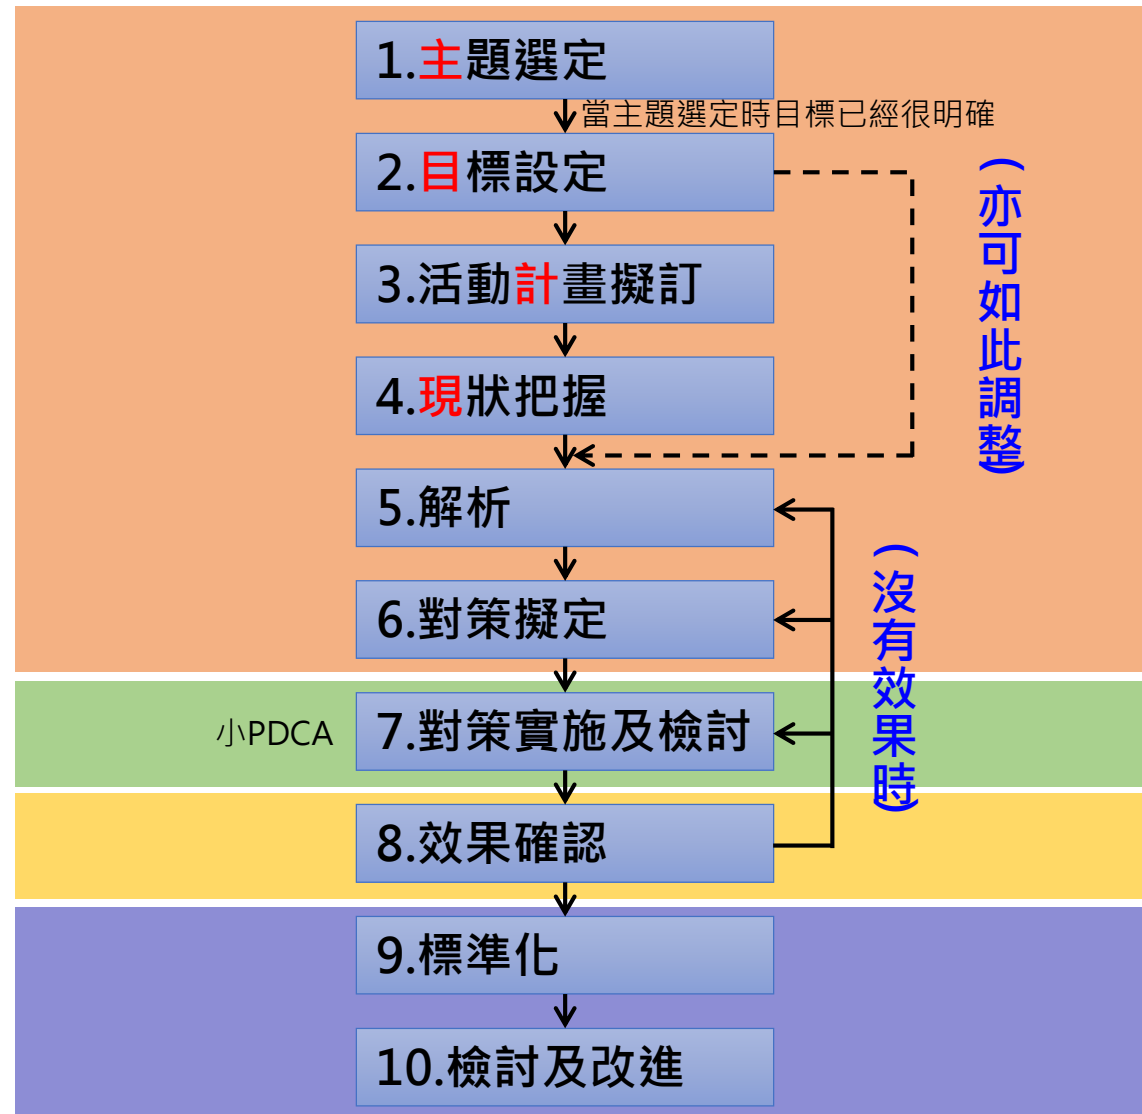 1.主題選定
當主題選定時目標已經很明確
2.目標設定
(亦可如此調整)
3.活動計畫擬訂
4.現狀把握
5.解析
(沒有效果時)
6.對策擬定
小PDCA
7.對策實施及檢討
8.效果確認
9.標準化
10.檢討及改進